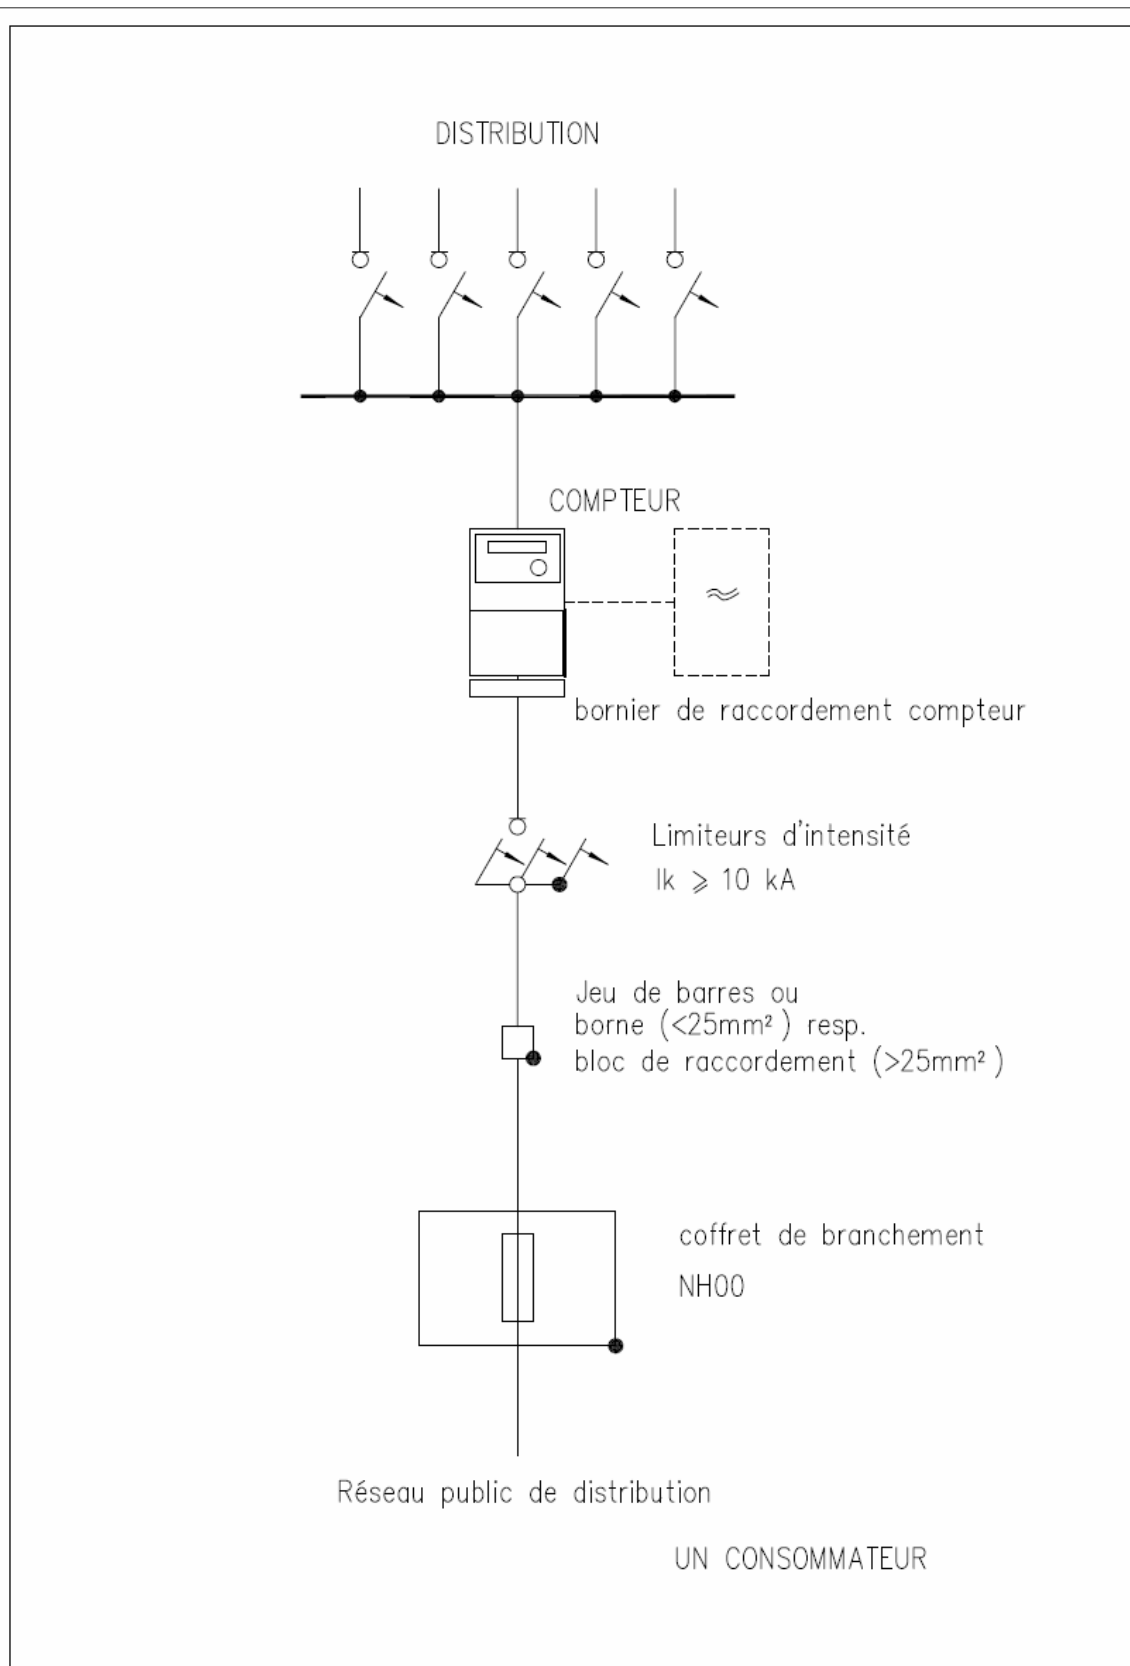 DISTRIBUTION
COMPTEUR
bornier de raccordement compteur
Limiteurs d'intensité
Ik ⩾ 10 kA
Jeu de barres ou
borne (<25mm²) resp.
bloc de raccordement (>25mm²)
coffret de branchement
NH00
Réseau public de distribution
UN CONSOMMATEUR